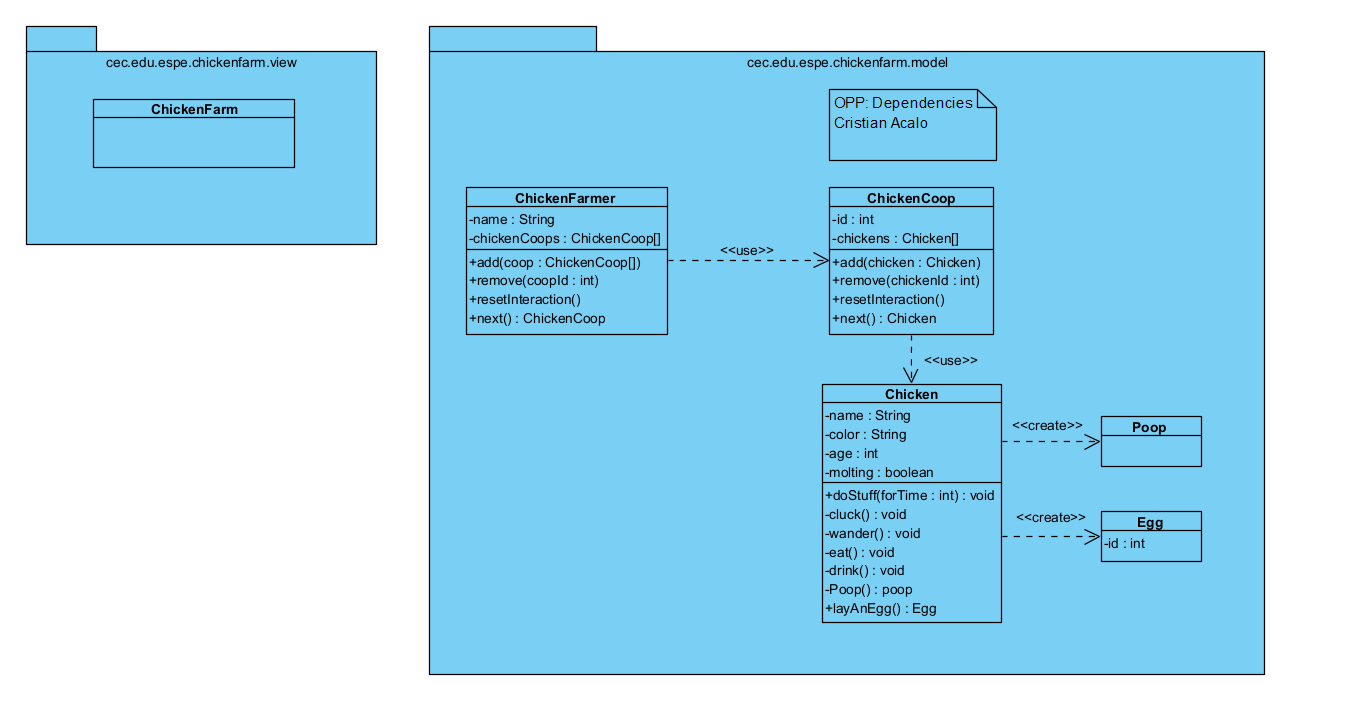 cec.edu.espe.chickenfarm.view
ChickenFarm
cec.edu.espe.chickenfarm.model
OPP: Dependencies
Cristian Acalo
ChickenFarmer
-name : String
-chickenCoops : ChickenCoop[]
+add(coop : ChickenCoop[])
+remove(coopId : int)
+resetInteraction()
+next() : ChickenCoop
<<use>>
ChickenCoop
-id : int
-chickens : Chicken[]
+add(chicken : Chicken)
+remove(chickenId : int)
+resetInteraction()
+next() : Chicken
<<use>>
Chicken
-name : String
-color : String
-age : int
-molting : boolean
+doStuff(forTime : int) : void
-cluck() : void
-wander() : void
-eat() : void
-drink() : void
-Poop() : poop
+layAnEgg() : Egg
<<create>>
Poop
<<create>>
Egg
-id : int